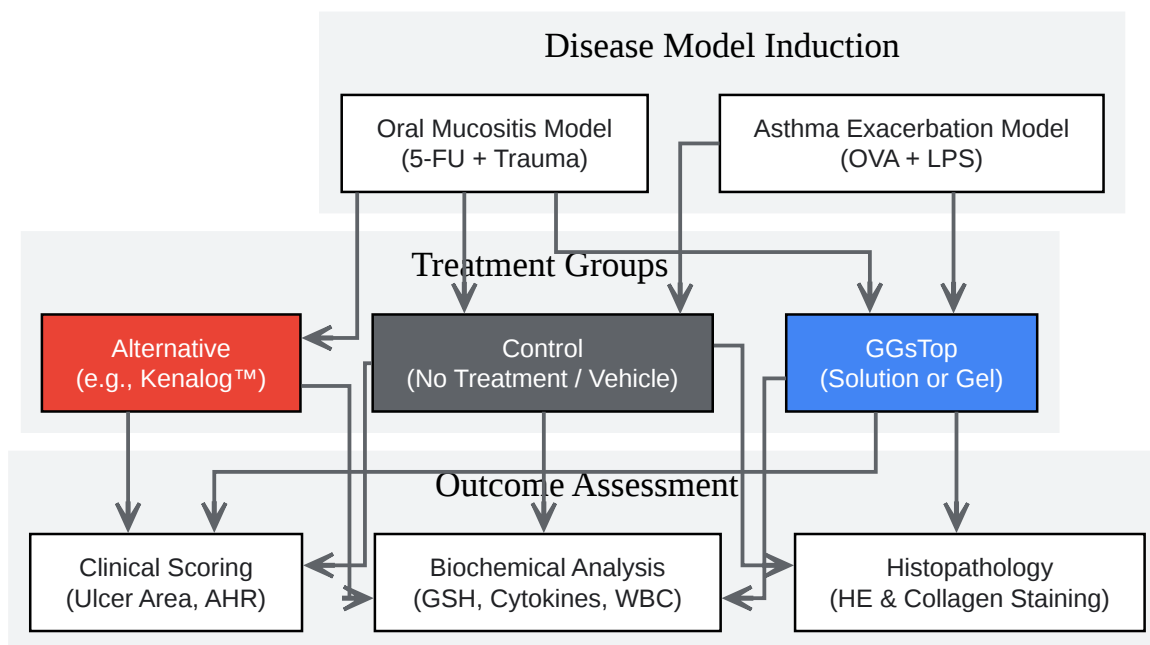 Disease Model Induction
Oral Mucositis Model
(5-FU + Trauma)
Asthma Exacerbation Model
(OVA + LPS)
Treatment Groups
Alternative
(e.g., Kenalog™)
Control
(No Treatment / Vehicle)
GGsTop
(Solution or Gel)
Outcome Assessment
Clinical Scoring
(Ulcer Area, AHR)
Biochemical Analysis
(GSH, Cytokines, WBC)
Histopathology
(HE & Collagen Staining)